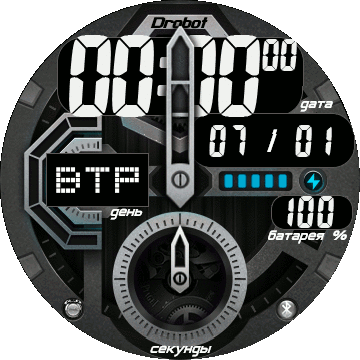 Drobot
00:00 00
дата
07 / 01
ВТР
день
100
батарея %
секунды